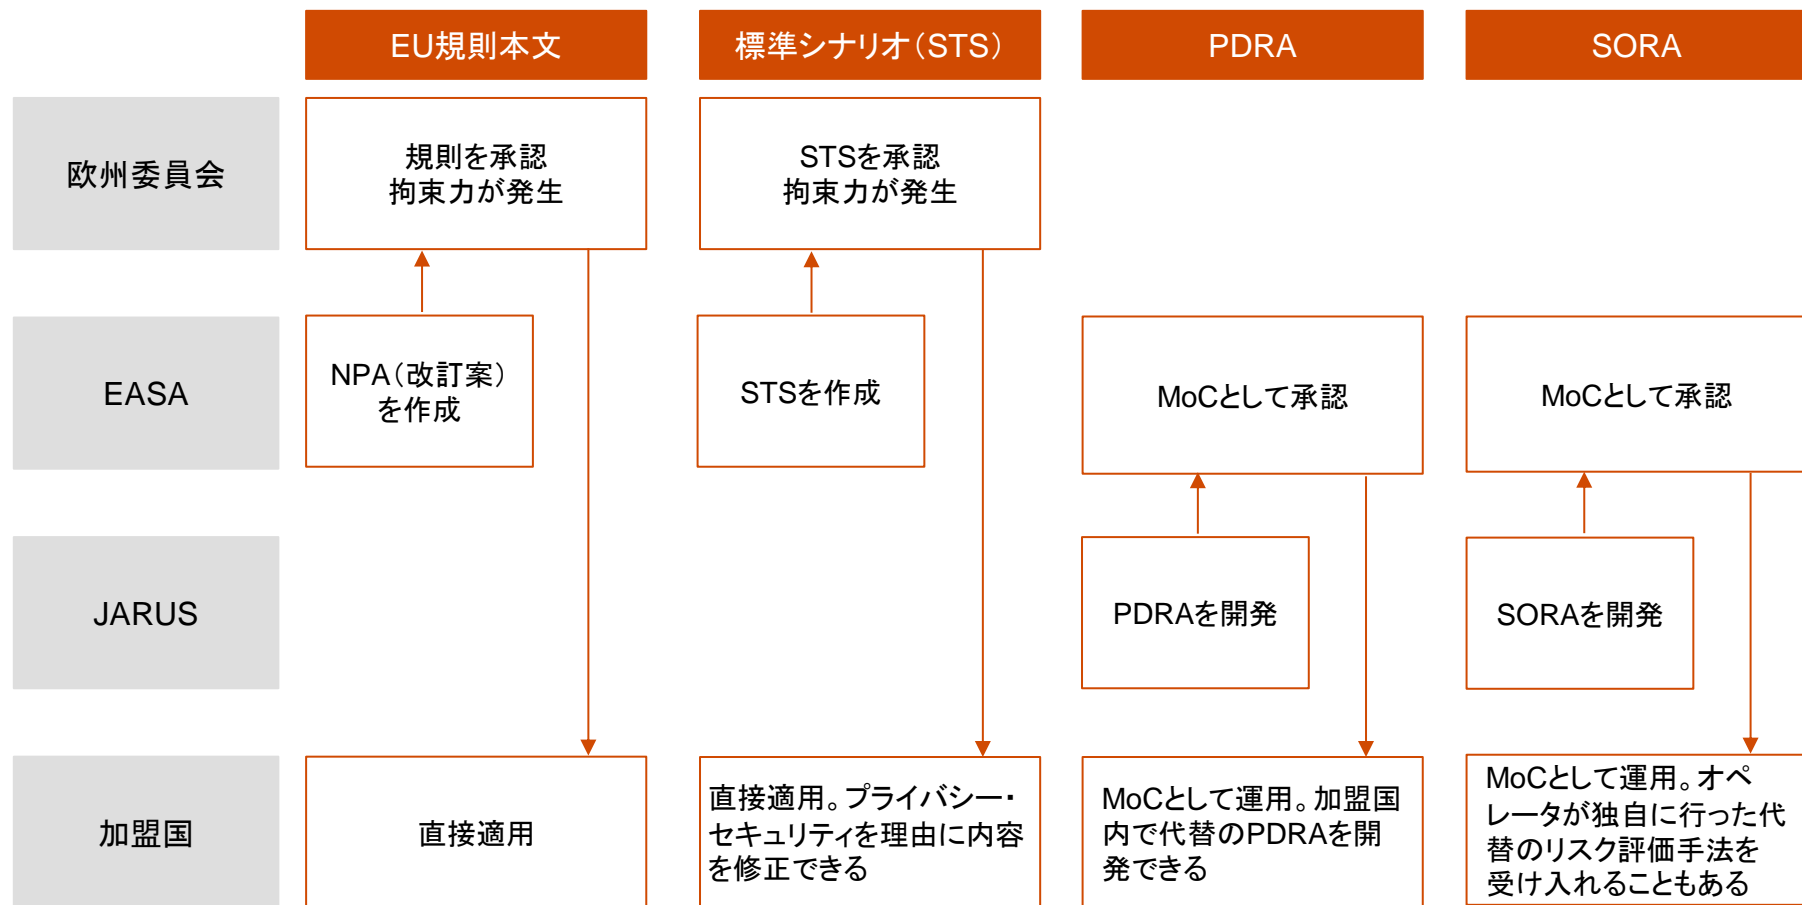 EU規則本文
標準シナリオ（STS）
PDRA
SORA
欧州委員会
規則を承認
拘束力が発生
STSを承認
拘束力が発生
EASA
NPA（改訂案）
を作成
STSを作成
MoCとして承認
MoCとして承認
JARUS
PDRAを開発
SORAを開発
加盟国
直接適用
直接適用。プライバシー・
セキュリティを理由に内容
を修正できる
MoCとして運用。加盟国
内で代替のPDRAを開
発できる
MoCとして運用。オペ
レータが独自に行った代
替のリスク評価手法を
受け入れることもある